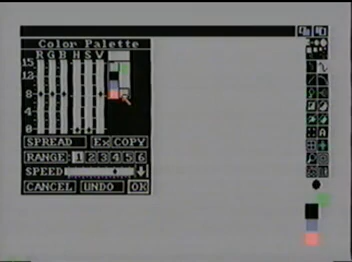 Color Palette
R G B H S V
15
12
8
4
0
SPREAD Ex COPY
RANGE 1 2 3 4 5 6
SPEED
CANCEL UNDO OK
A